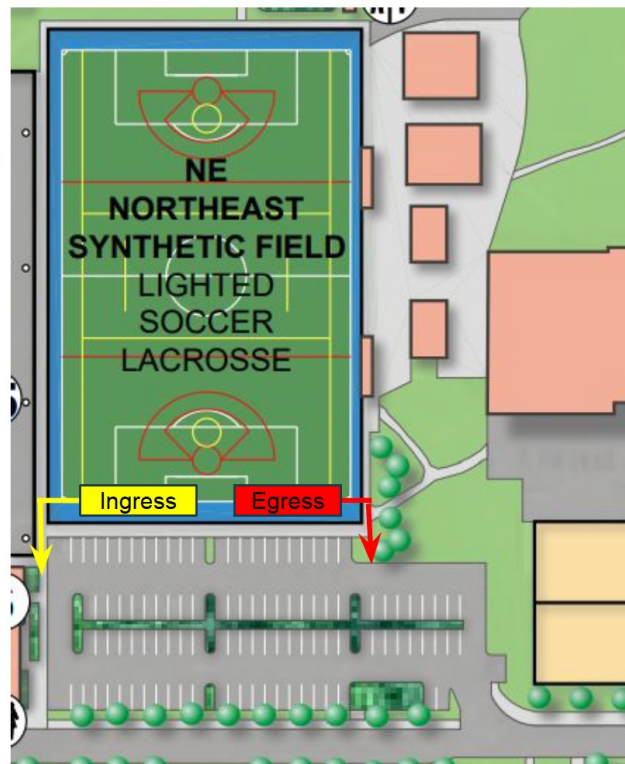 NE
NORTHEAST
SYNTHETIC FIELD
LIGHTED
SOCCER
LACROSSE
Ingress
Egress